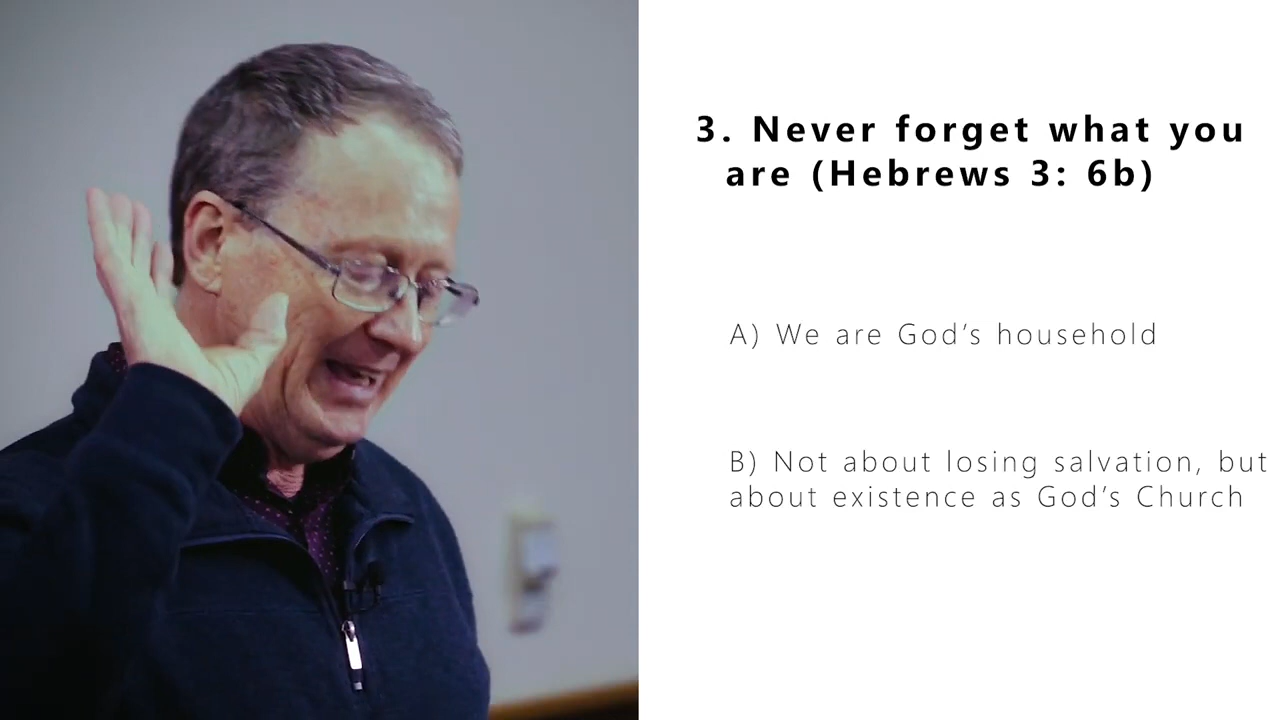 3. Never forget what you
are (Hebrews 3: 6b)
A) We are God’s household
B) Not about losing salvation, but
about existence as God’s Church